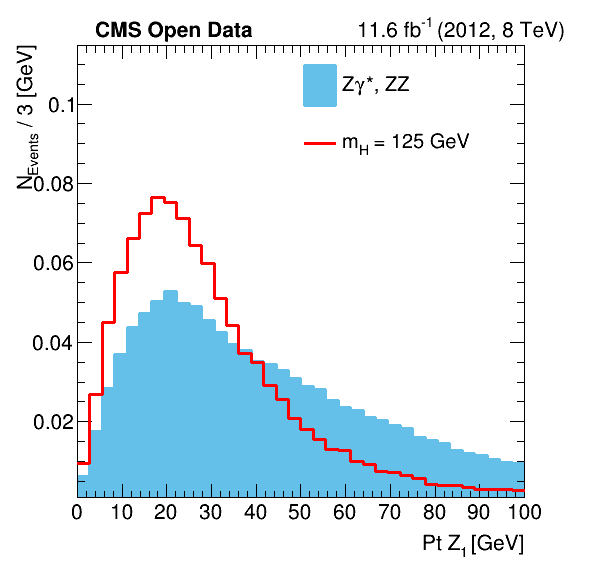 CMS Open Data
11.6 fb⁻¹ (2012, 8 TeV)
N_Events / 3 [GeV]
Zγ*, ZZ
m_H = 125 GeV
0.1
0.08
0.06
0.04
0.02
0 10 20 30 40 50 60 70 80 90 100
Pt Z₁ [GeV]